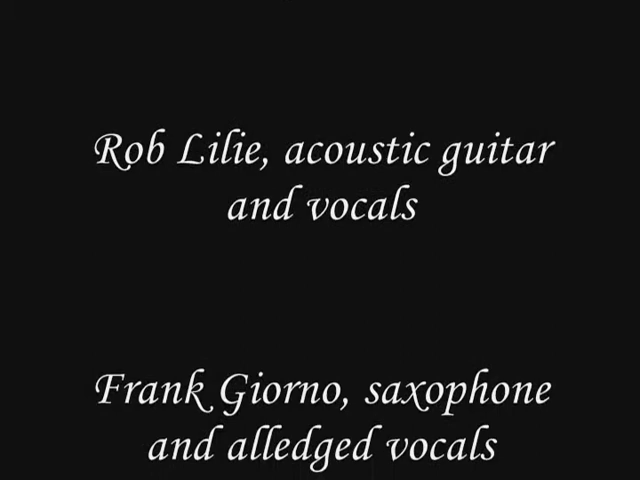 Rob Lilie, acoustic guitar
and vocals
Frank Giorno, saxophone
and alledged vocals